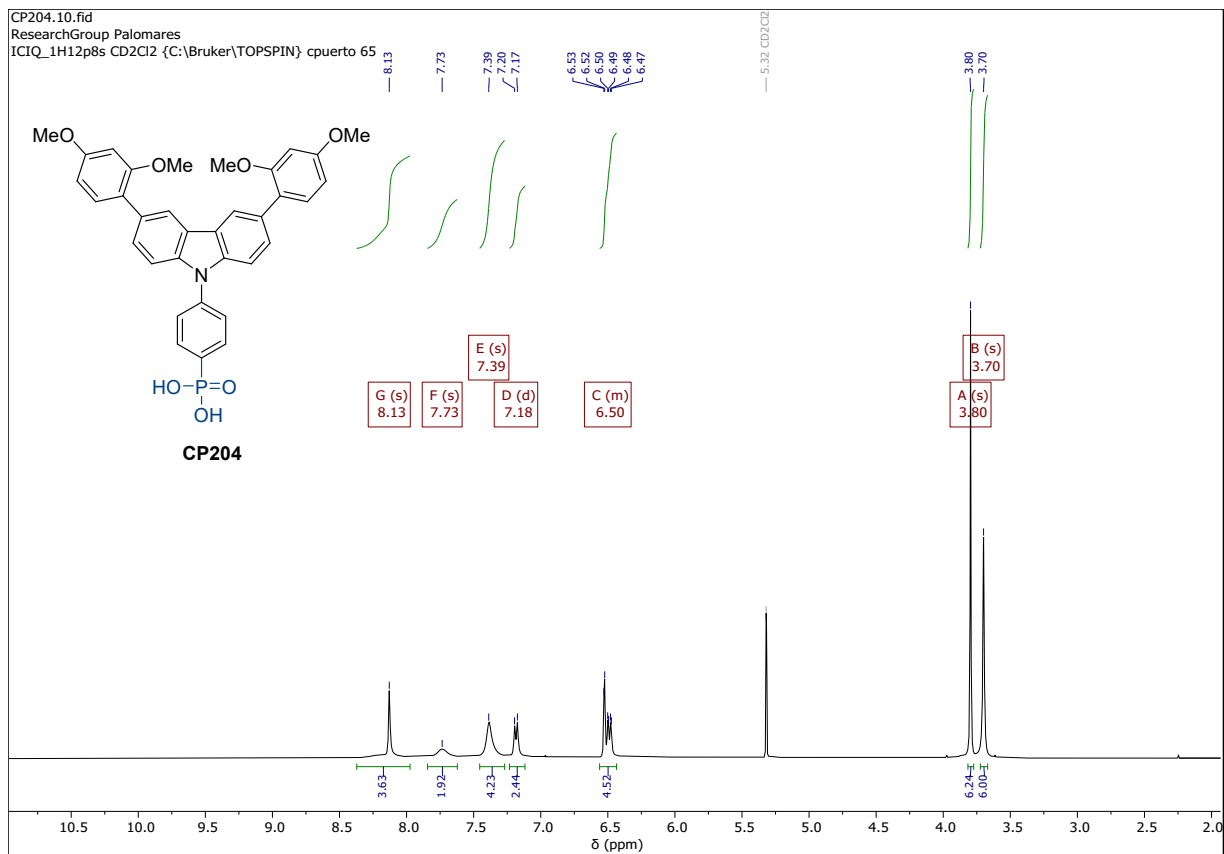 CP204.10.fid
ResearchGroup Palomares
ICIQ_1H12p8s CD2Cl2 {C:\Bruker\TOPSPIN} cpuerto 65
8.13
7.73
7.39
7.20
7.17
6.53
6.52
6.50
6.49
6.48
6.47
5.32 CD2Cl2
3.80
3.70
MeO
OMe
MeO
OMe
N
HO
P
O
OH
CP204
E (s)
7.39
B (s)
3.70
G (s)
8.13
F (s)
7.73
D (d)
7.18
C (m)
6.50
A (s)
3.80
3.63
1.92
4.23
2.44
4.52
6.24
6.00
10.5 10.0 9.5 9.0 8.5 8.0 7.5 7.0 6.5 6.0 5.5 5.0 4.5 4.0 3.5 3.0 2.5 2.0
δ (ppm)